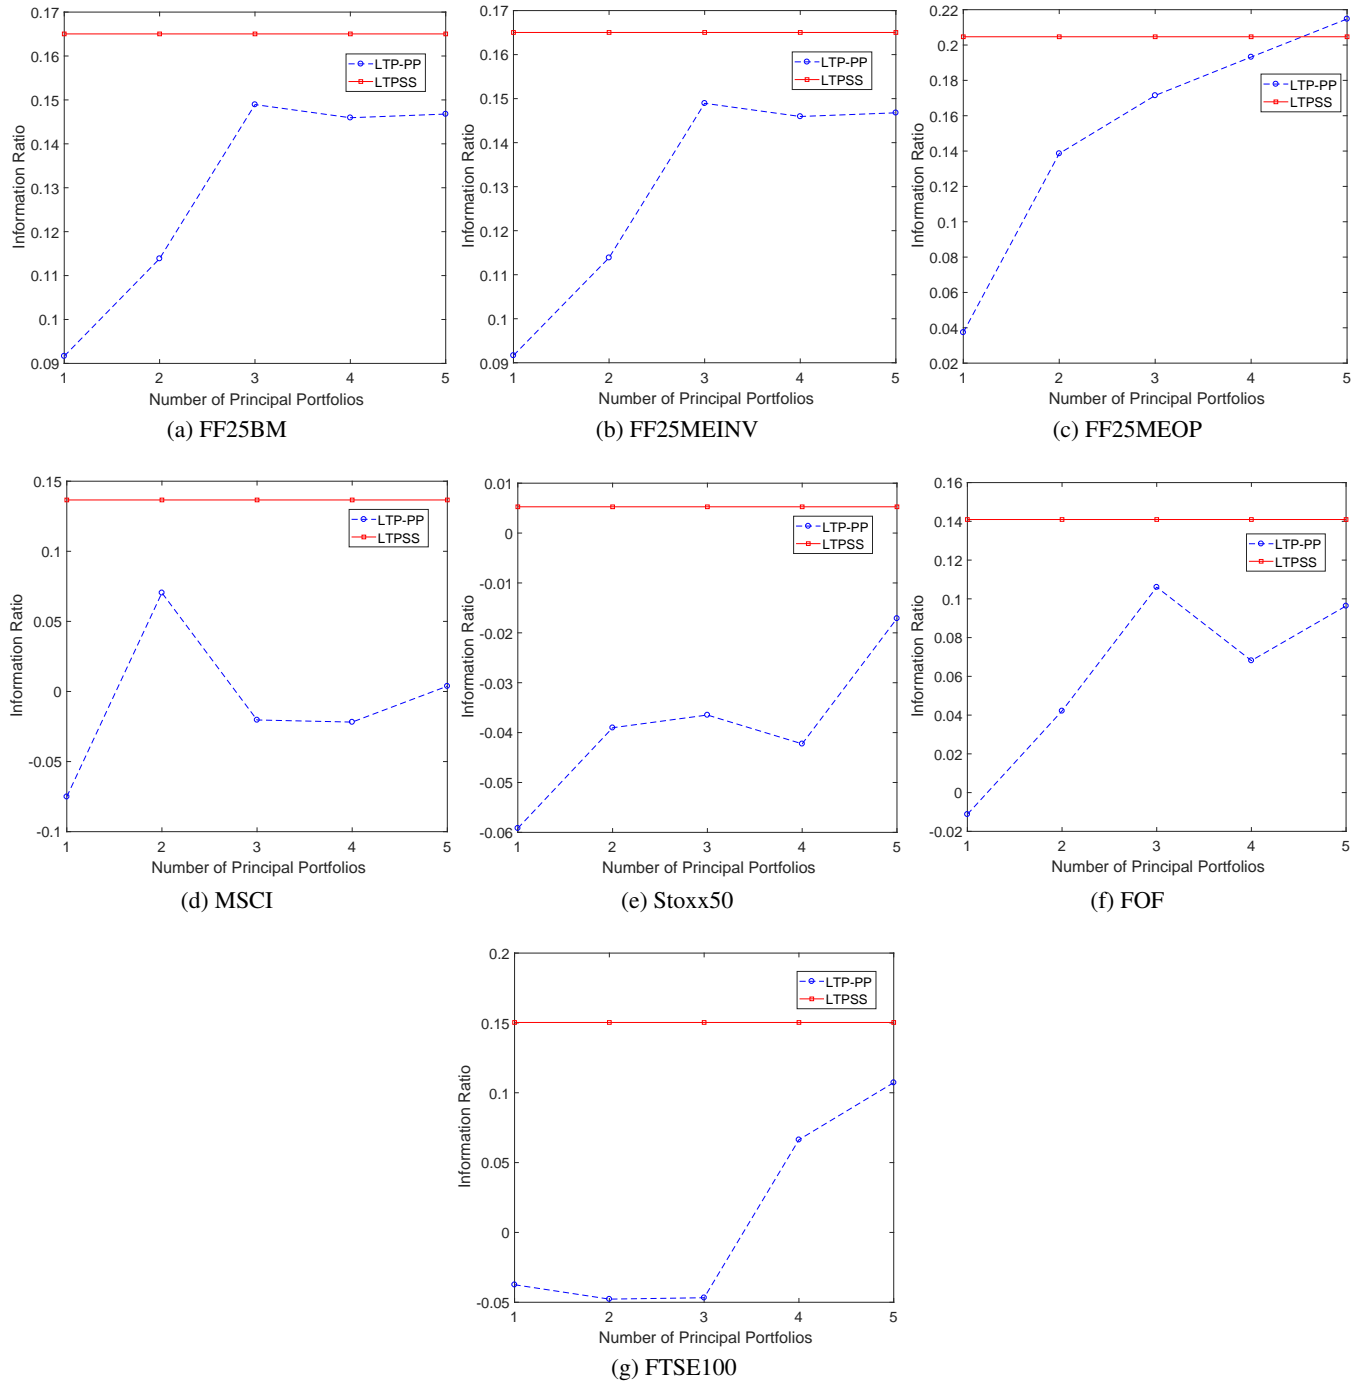 0.17
0.16
0.15
0.14
0.13
0.12
0.11
0.1
0.09
Information Ratio
LTP-PP
LTPSS
1 2 3 4 5
Number of Principal Portfolios
(a) FF25BM
0.17
0.16
0.15
0.14
0.13
0.12
0.11
0.1
0.09
Information Ratio
LTP-PP
LTPSS
1 2 3 4 5
Number of Principal Portfolios
(b) FF25MEINV
0.22
0.2
0.18
0.16
0.14
0.12
0.1
0.08
0.06
0.04
0.02
Information Ratio
LTP-PP
LTPSS
1 2 3 4 5
Number of Principal Portfolios
(c) FF25MEOP
0.15
0.1
0.05
0
-0.05
-0.1
Information Ratio
LTP-PP
LTPSS
1 2 3 4 5
Number of Principal Portfolios
(d) MSCI
0.01
0
-0.01
-0.02
-0.03
-0.04
-0.05
-0.06
Information Ratio
LTP-PP
LTPSS
1 2 3 4 5
Number of Principal Portfolios
(e) Stoxx50
0.16
0.14
0.12
0.1
0.08
0.06
0.04
0.02
0
-0.02
Information Ratio
LTP-PP
LTPSS
1 2 3 4 5
Number of Principal Portfolios
(f) FOF
0.2
0.15
0.1
0.05
0
-0.05
Information Ratio
LTP-PP
LTPSS
1 2 3 4 5
Number of Principal Portfolios
(g) FTSE100